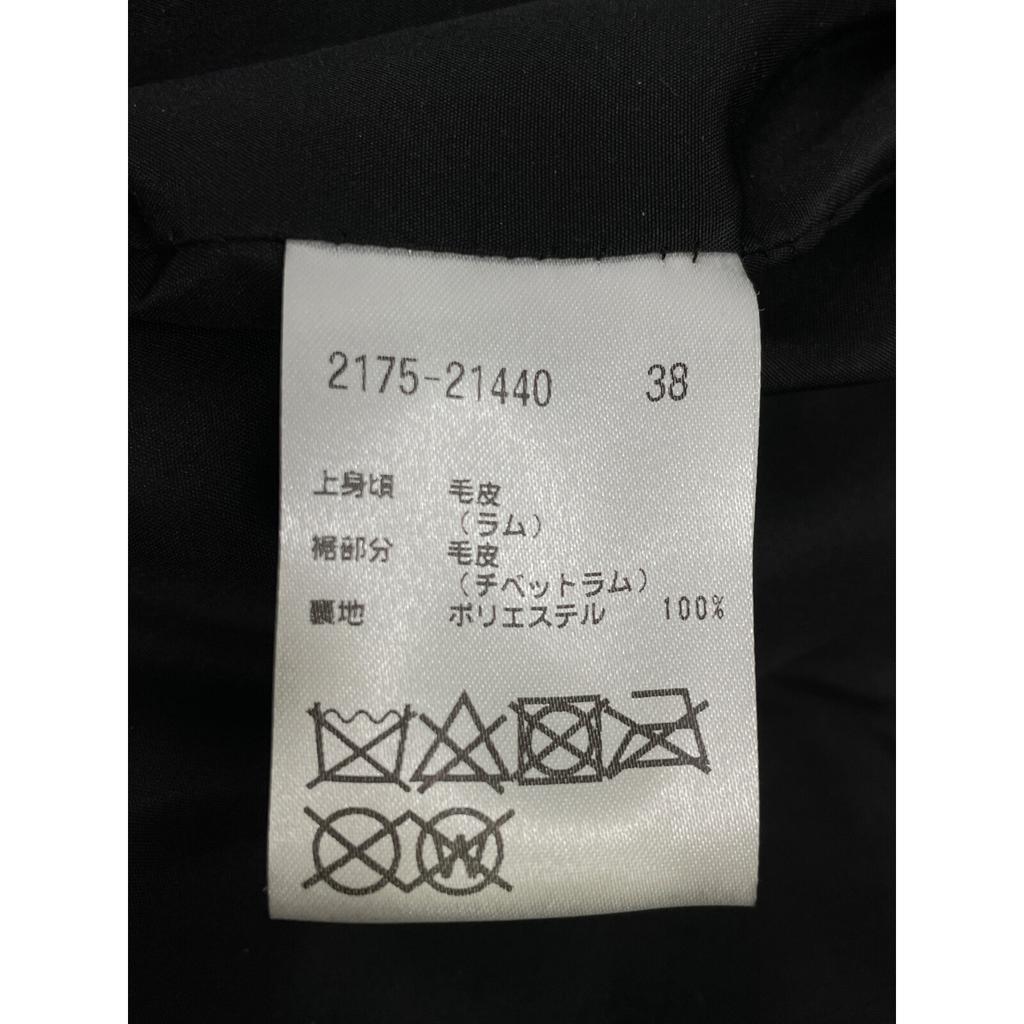 2175-21440 38
上身頃 毛皮
（ラム）
裾部分 毛皮
（チベットラム）
裏地 ポリエステル 100%
W